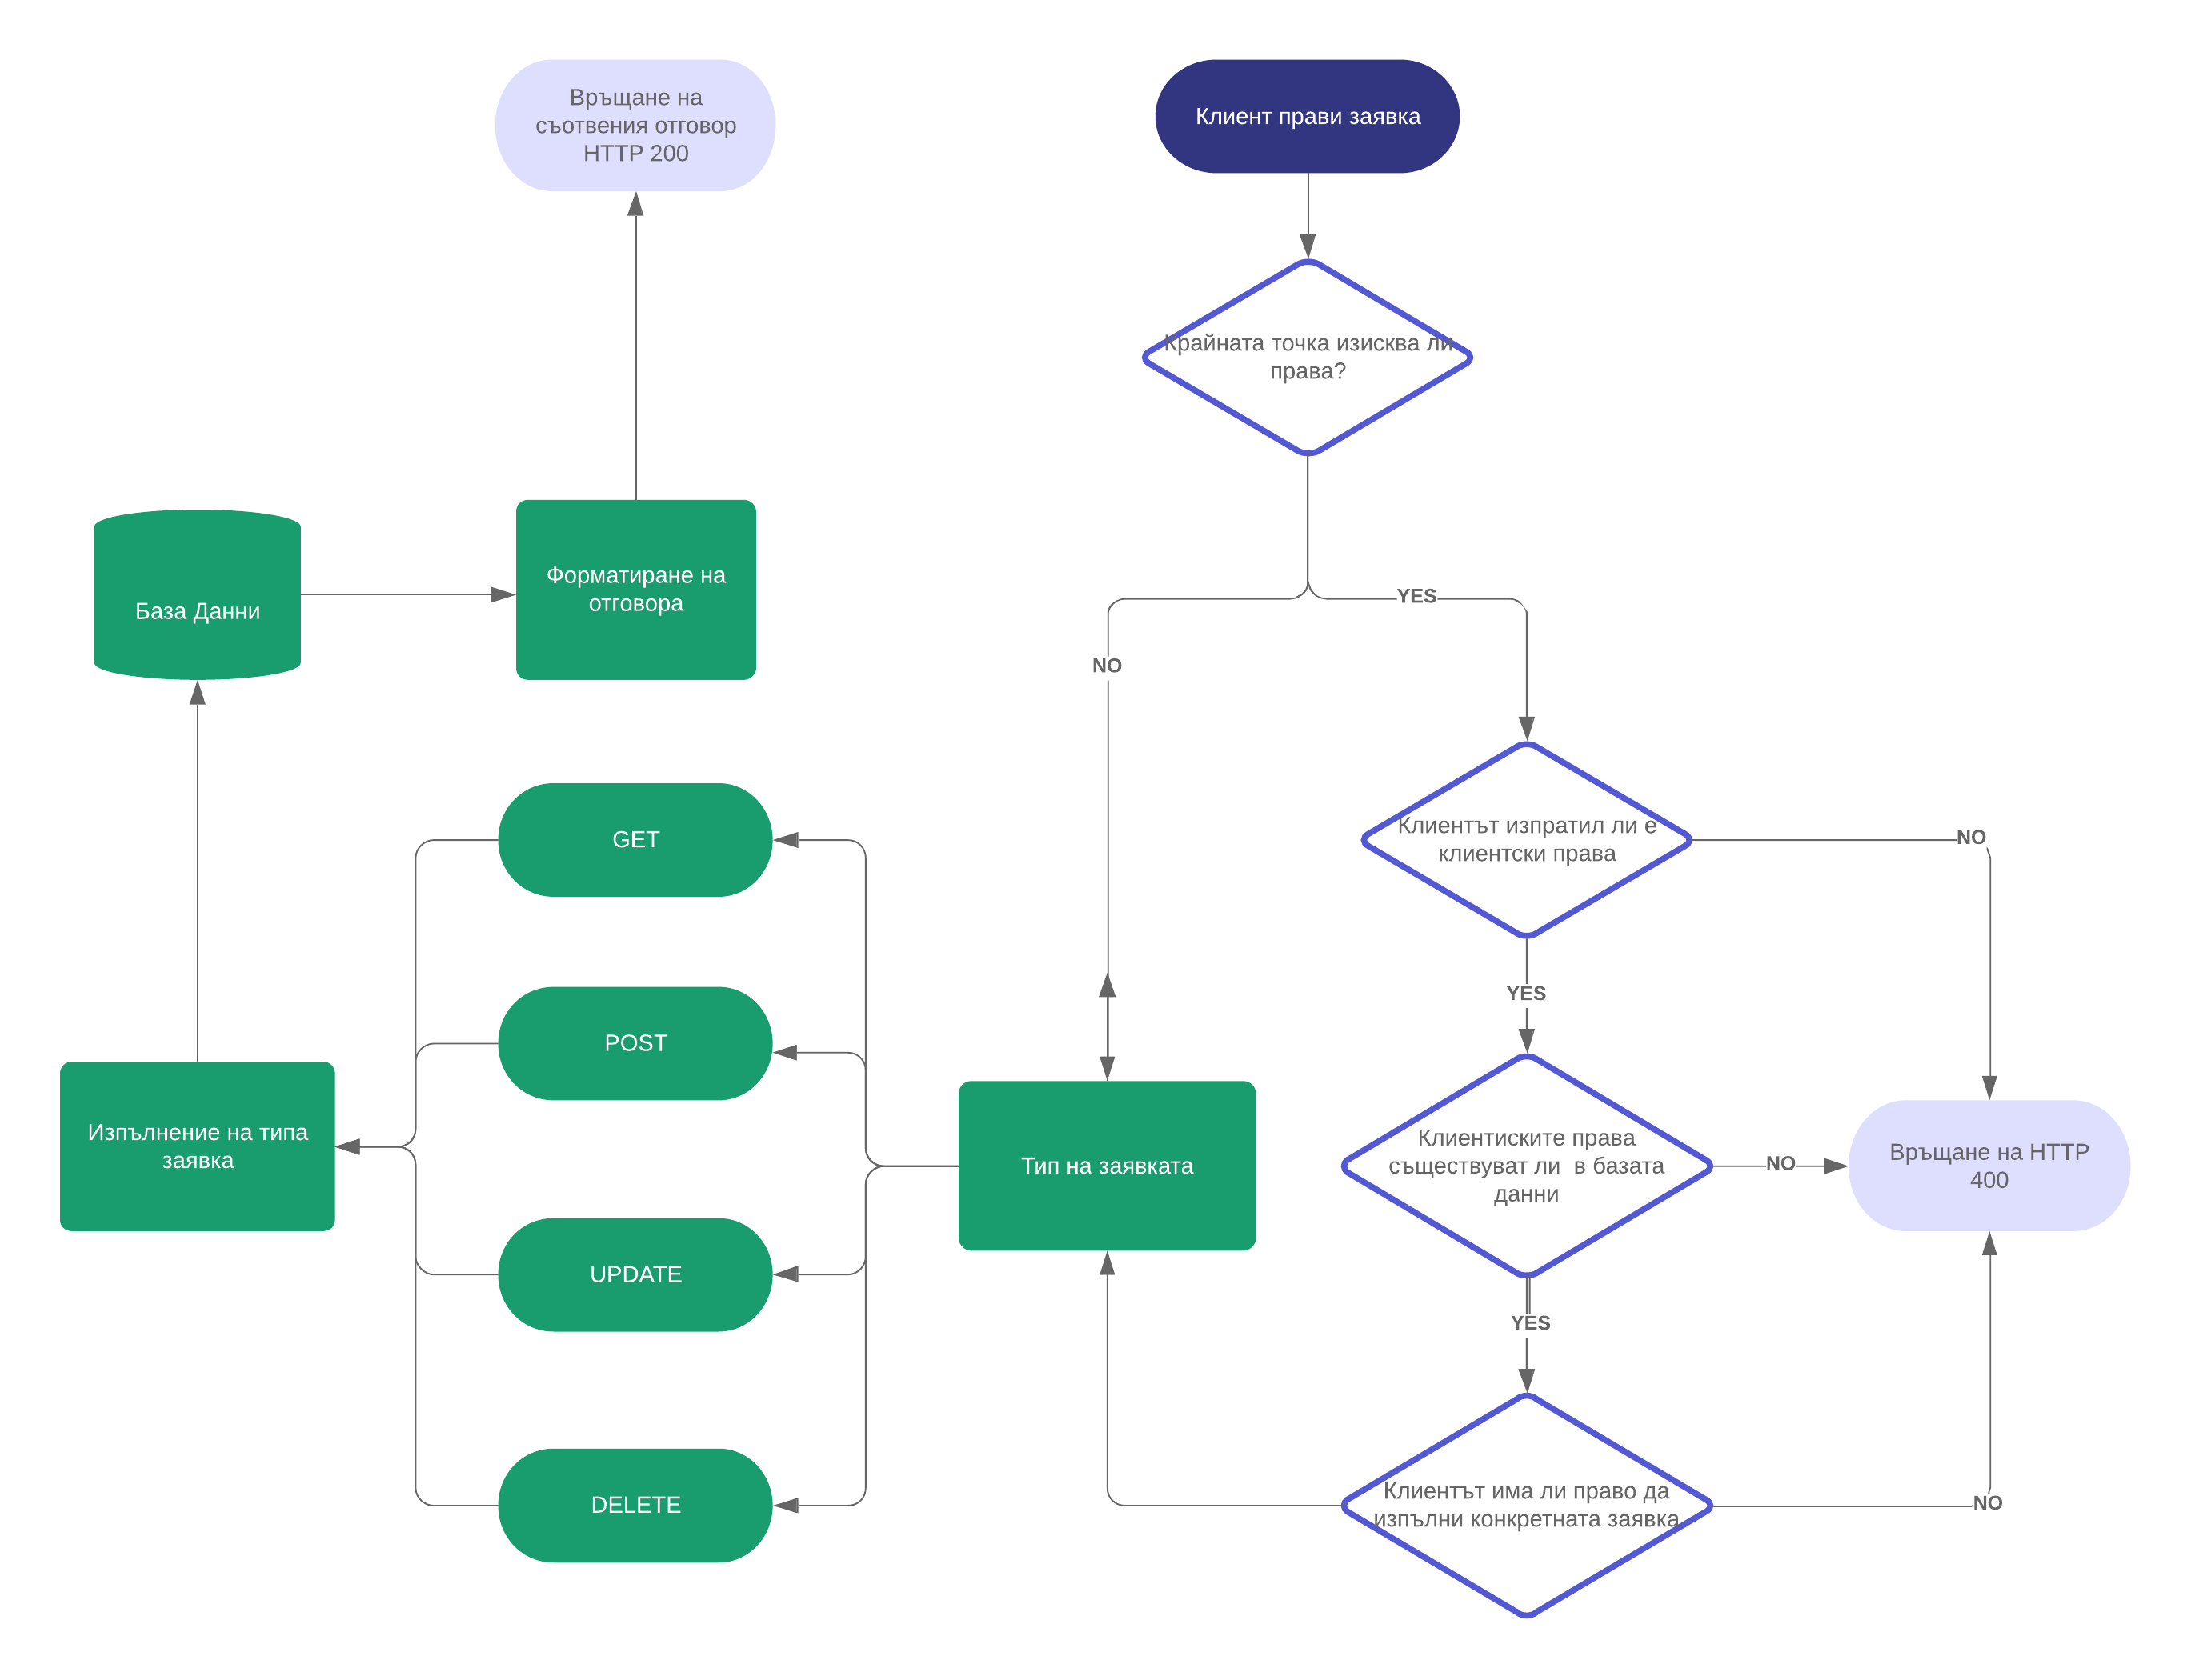 Връщане на
съотвения отговор
HTTP 200
Клиент прави заявка
Крайната точка изисква ли
права?
База Данни
Форматиране на
отговора
YES
NO
Клиентът изпратил ли е
клиентски права
NO
GET
YES
POST
Изпълнение на типа
заявка
Тип на заявката
Клиентиските права
съществуват ли  в базата
данни
NO
Връщане на HTTP
400
UPDATE
YES
DELETE
Клиентът има ли право да
изпълни конкретната заявка
NO